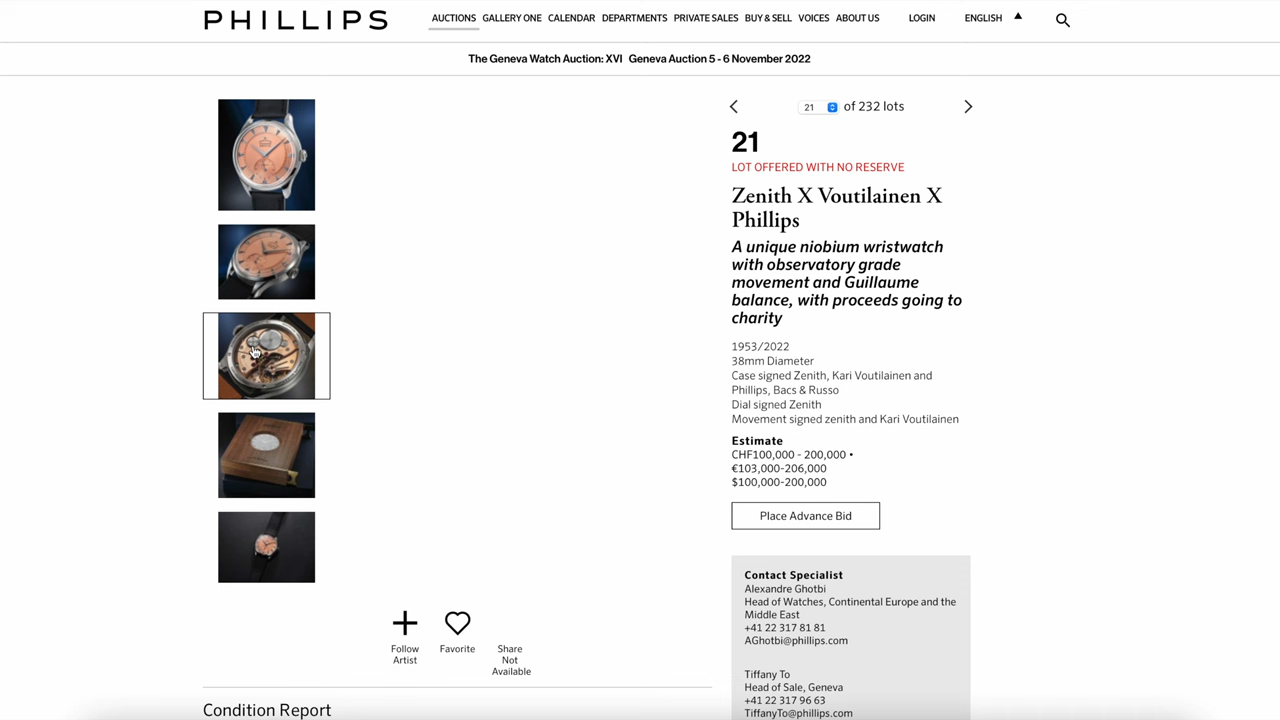 PHILLIPS
AUCTIONS GALLERY ONE CALENDAR DEPARTMENTS PRIVATE SALES BUY & SELL VOICES ABOUT US LOGIN ENGLISH
The Geneva Watch Auction: XVI Geneva Auction 5 - 6 November 2022
21 of 232 lots
21
LOT OFFERED WITH NO RESERVE
Zenith X Voutilainen X
Phillips
A unique niobium wristwatch
with observatory grade
movement and Guillaume
balance, with proceeds going to
charity
1953/2022
38mm Diameter
Case signed Zenith, Kari Voutilainen and
Phillips, Bacs & Russo
Dial signed Zenith
Movement signed zenith and Kari Voutilainen
Estimate
CHF100,000 - 200,000 •
€103,000-206,000
$100,000-200,000
Place Advance Bid
Contact Specialist
Alexandre Ghotbi
Head of Watches, Continental Europe and the
Middle East
+41 22 317 81 81
AGhotbi@phillips.com
Tiffany To
Head of Sale, Geneva
+41 22 317 96 63
TiffanyTo@phillips.com
Follow
Artist
Favorite
Share
Not
Available
Condition Report